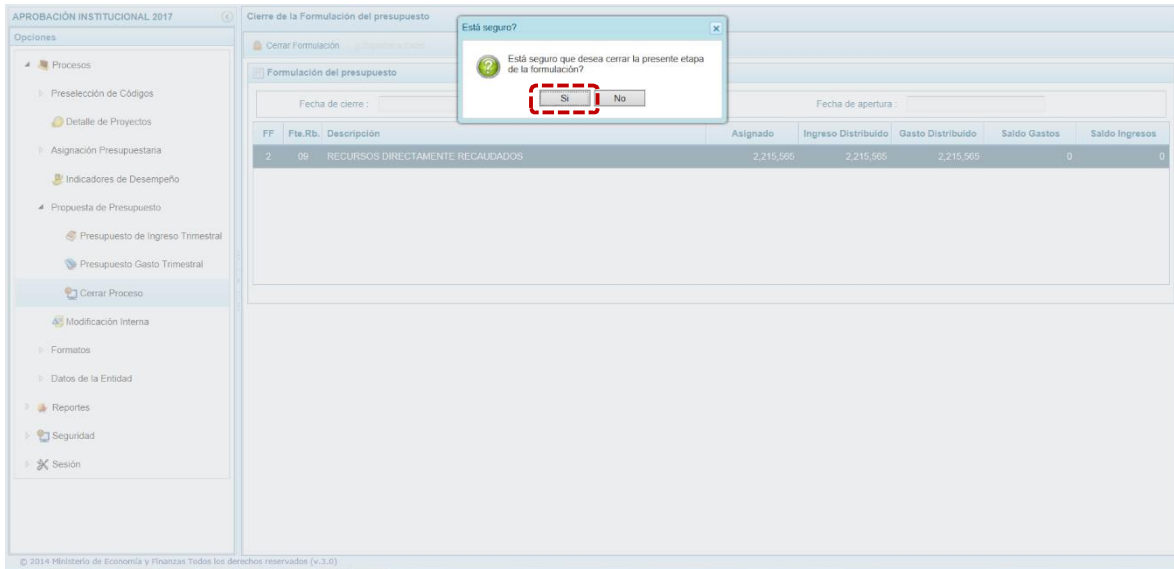 APROBACIÓN INSTITUCIONAL 2017
Opciones
Procesos
Preselección de Códigos
Detalle de Proyectos
Asignación Presupuestaria
Indicadores de Desempeño
Propuesta de Presupuesto
Presupuesto de Ingreso Trimestral
Presupuesto Gasto Trimestral
Cerrar Proceso
Modificación Interna
Formatos
Datos de la Entidad
Reportes
Seguridad
Sesión
Cierre de la Formulación del presupuesto
Cerrar Formulación
Formulación del presupuesto
Fecha de cierre :
Fecha de apertura :
Está seguro?
Està seguro que desea cerrar la presente etapa
de la formulación?
Si No
FF Fte.Rb. Descripción Asignado Ingreso Distribuido Gasto Distribuido Saldo Gastos Saldo Ingresos
2 09 RECURSOS DIRECTAMENTE RECAUDADOS 2,215,565 2,215,565 2,215,565 0 0
© 2014 Ministerio de Economía y Finanzas Todos los derechos reservados (v.3.0)